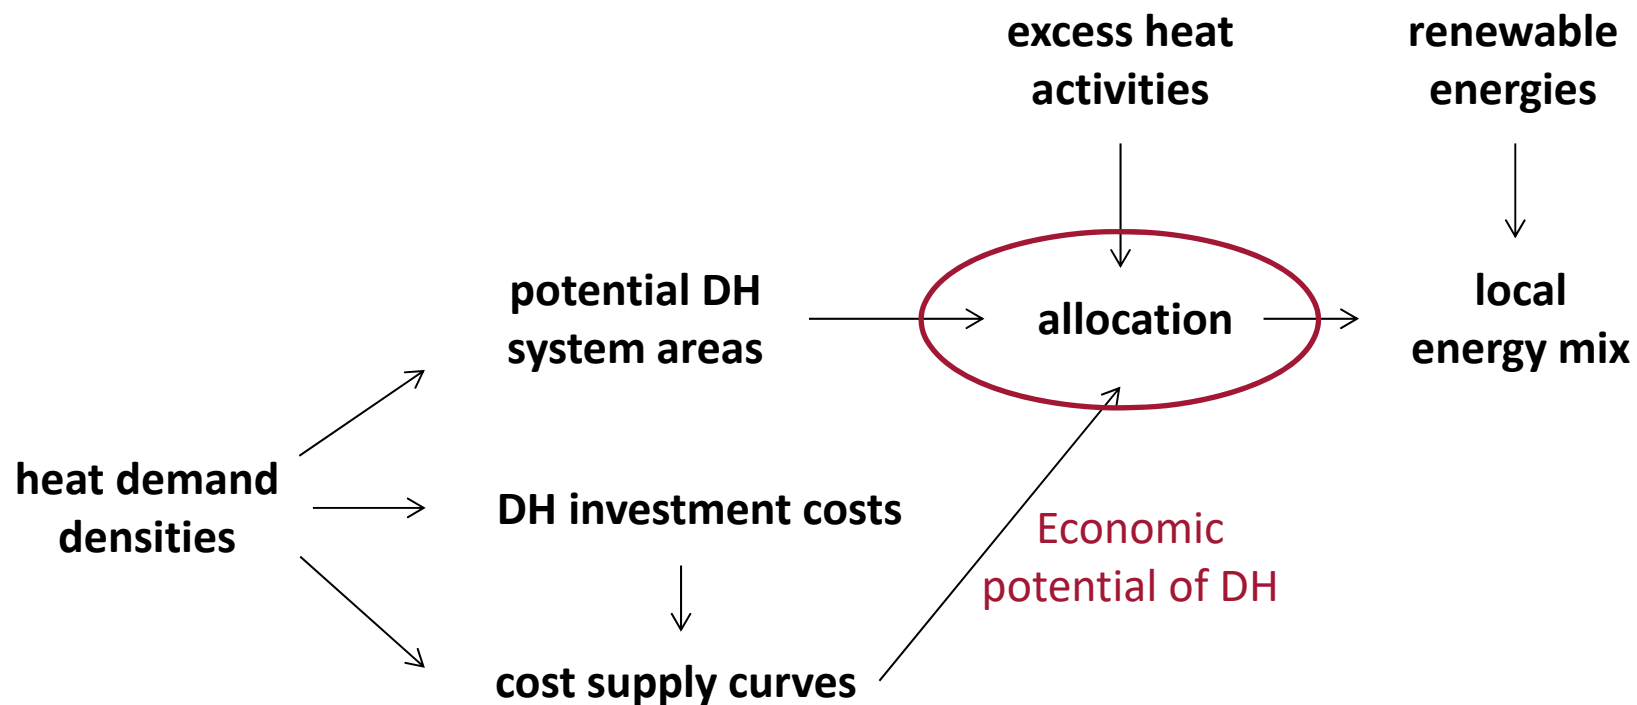 excess heat
activities
renewable
energies
potential DH
system areas
allocation
local
energy mix
heat demand
densities
DH investment costs
Economic
potential of DH
cost supply curves